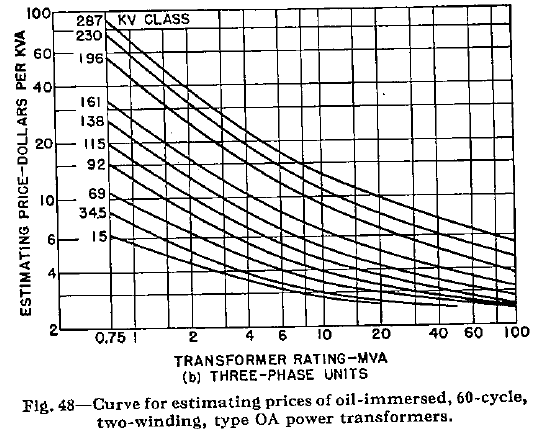 ESTIMATING PRICE-DOLLARS PER KVA
100
60
40
20
10
6
4
2
287 KV CLASS
230
196
161
138
115
92
69
34.5
15
0.75 1 2 4 6 10 20 40 60 100
TRANSFORMER RATING-MVA
(b) THREE-PHASE UNITS
Fig. 48—Curve for estimating prices of oil-immersed, 60-cycle,
two-winding, type OA power transformers.